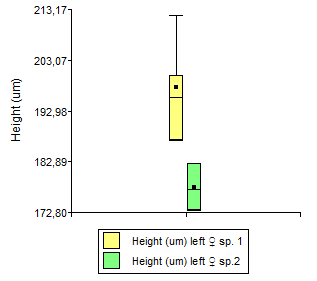 213,17
203,07
192,98
182,89
172,80
Height (um)
Height (um) left ♀ sp. 1
Height (um) left ♀ sp.2